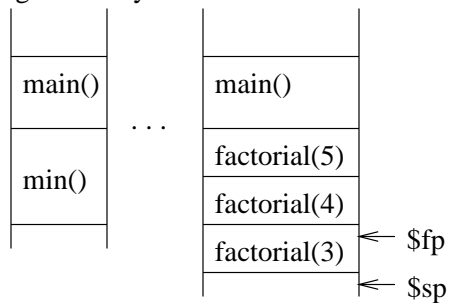 main()
min()
. . .
main()
factorial(5)
factorial(4)
factorial(3)
$fp
$sp